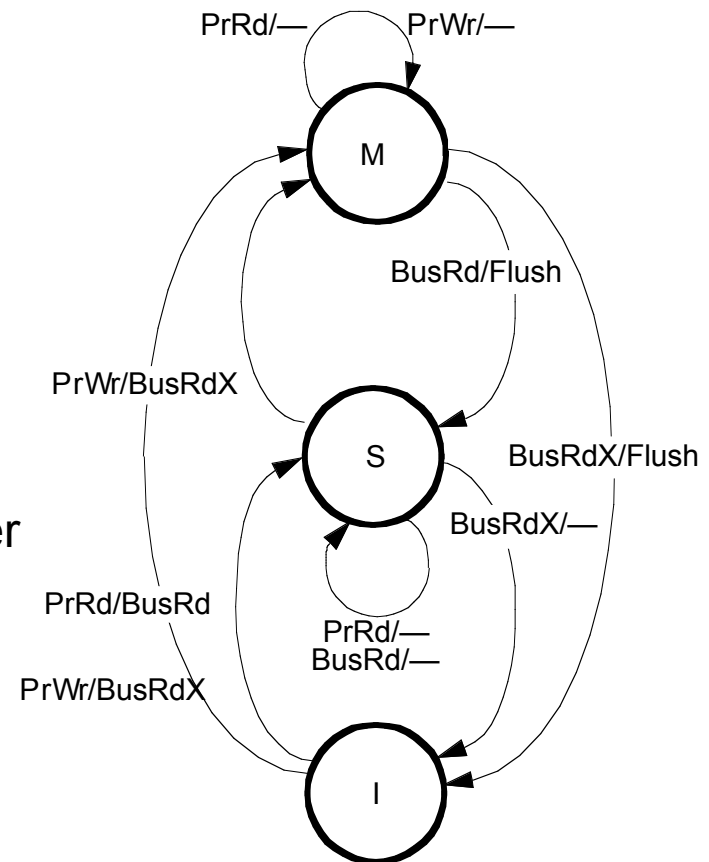 PrRd/— PrWr/—
M
BusRd/Flush
PrWr/BusRdX
S
BusRdX/Flush
BusRdX/—
er
PrRd/BusRd
PrRd/—
BusRd/—
PrWr/BusRdX
I